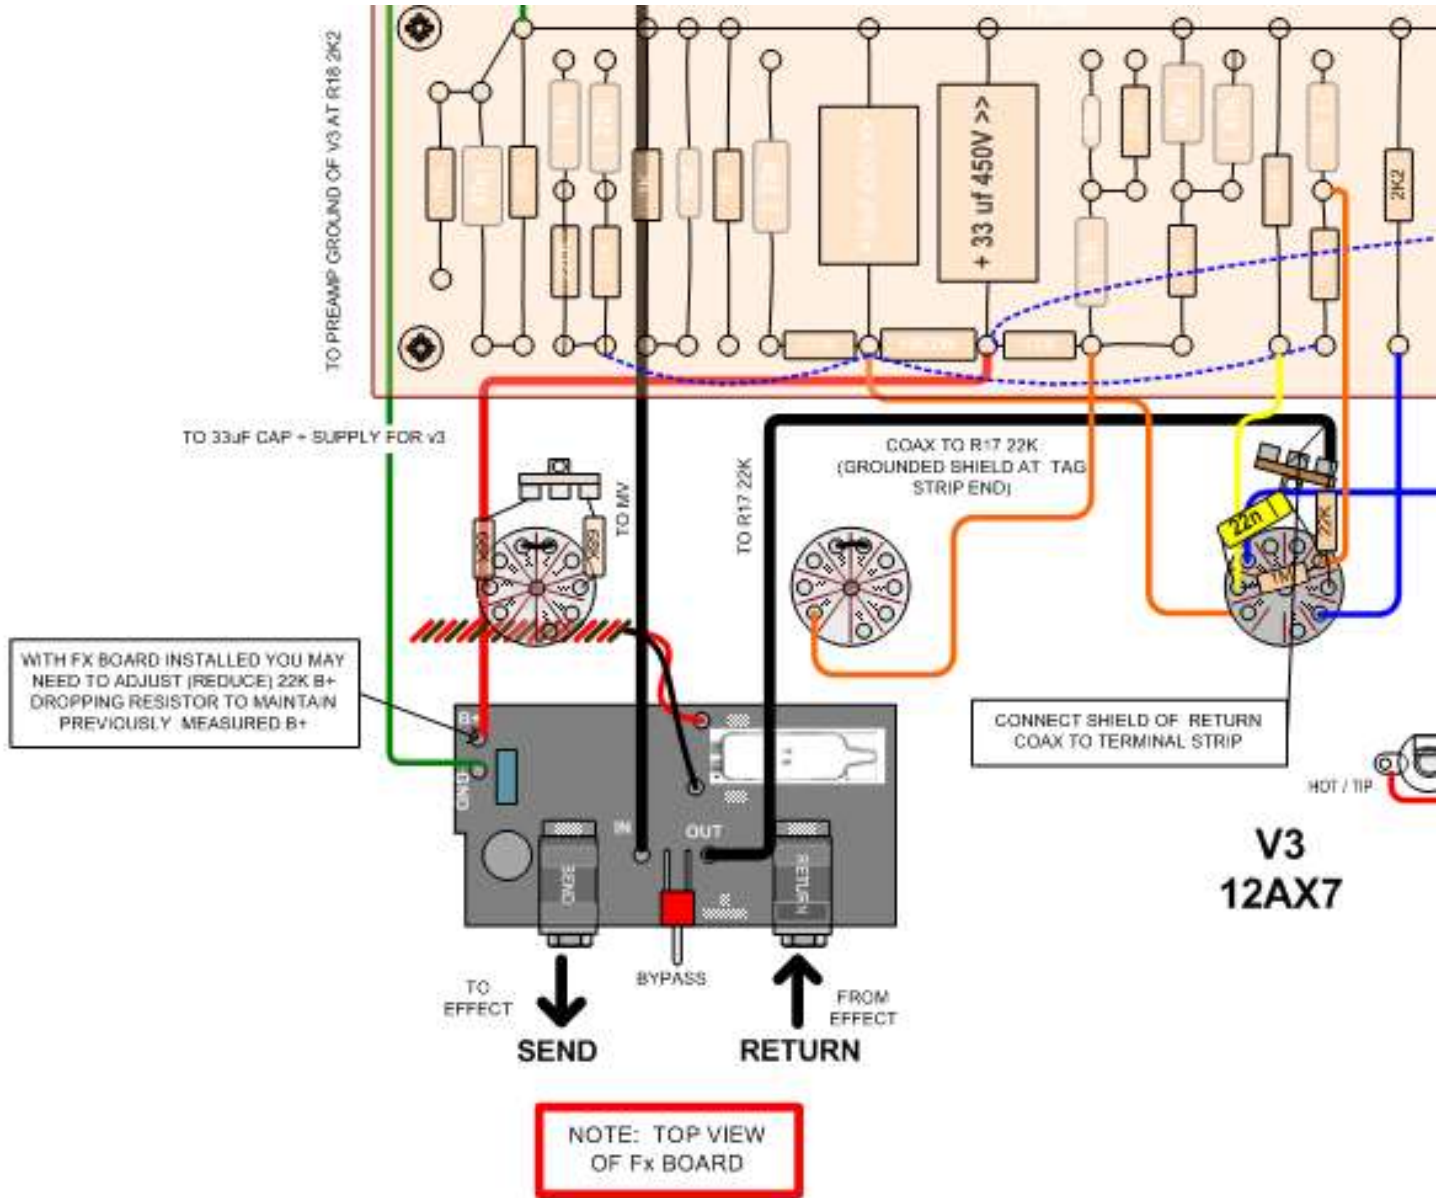 TO PREAMP GROUND OF V3 AT R18 2K2
+ 33 uf 450V >>
2K2
TO 33uF CAP + SUPPLY FOR v3
TO MV
TO R17 22K
COAX TO R17 22K
(GROUNDED SHIELD AT TAG
STRIP END)
68K
68K
22n
22K
1M
WITH FX BOARD INSTALLED YOU MAY
NEED TO ADJUST (REDUCE) 22K B+
DROPPING RESISTOR TO MAINTAIN
PREVIOUSLY MEASURED B+
CONNECT SHIELD OF RETURN
COAX TO TERMINAL STRIP
B+
GND
IN
OUT
SEND
RETURN
HOT / TIP
V3
12AX7
BYPASS
TO
EFFECT
FROM
EFFECT
SEND
RETURN
NOTE: TOP VIEW
OF Fx BOARD